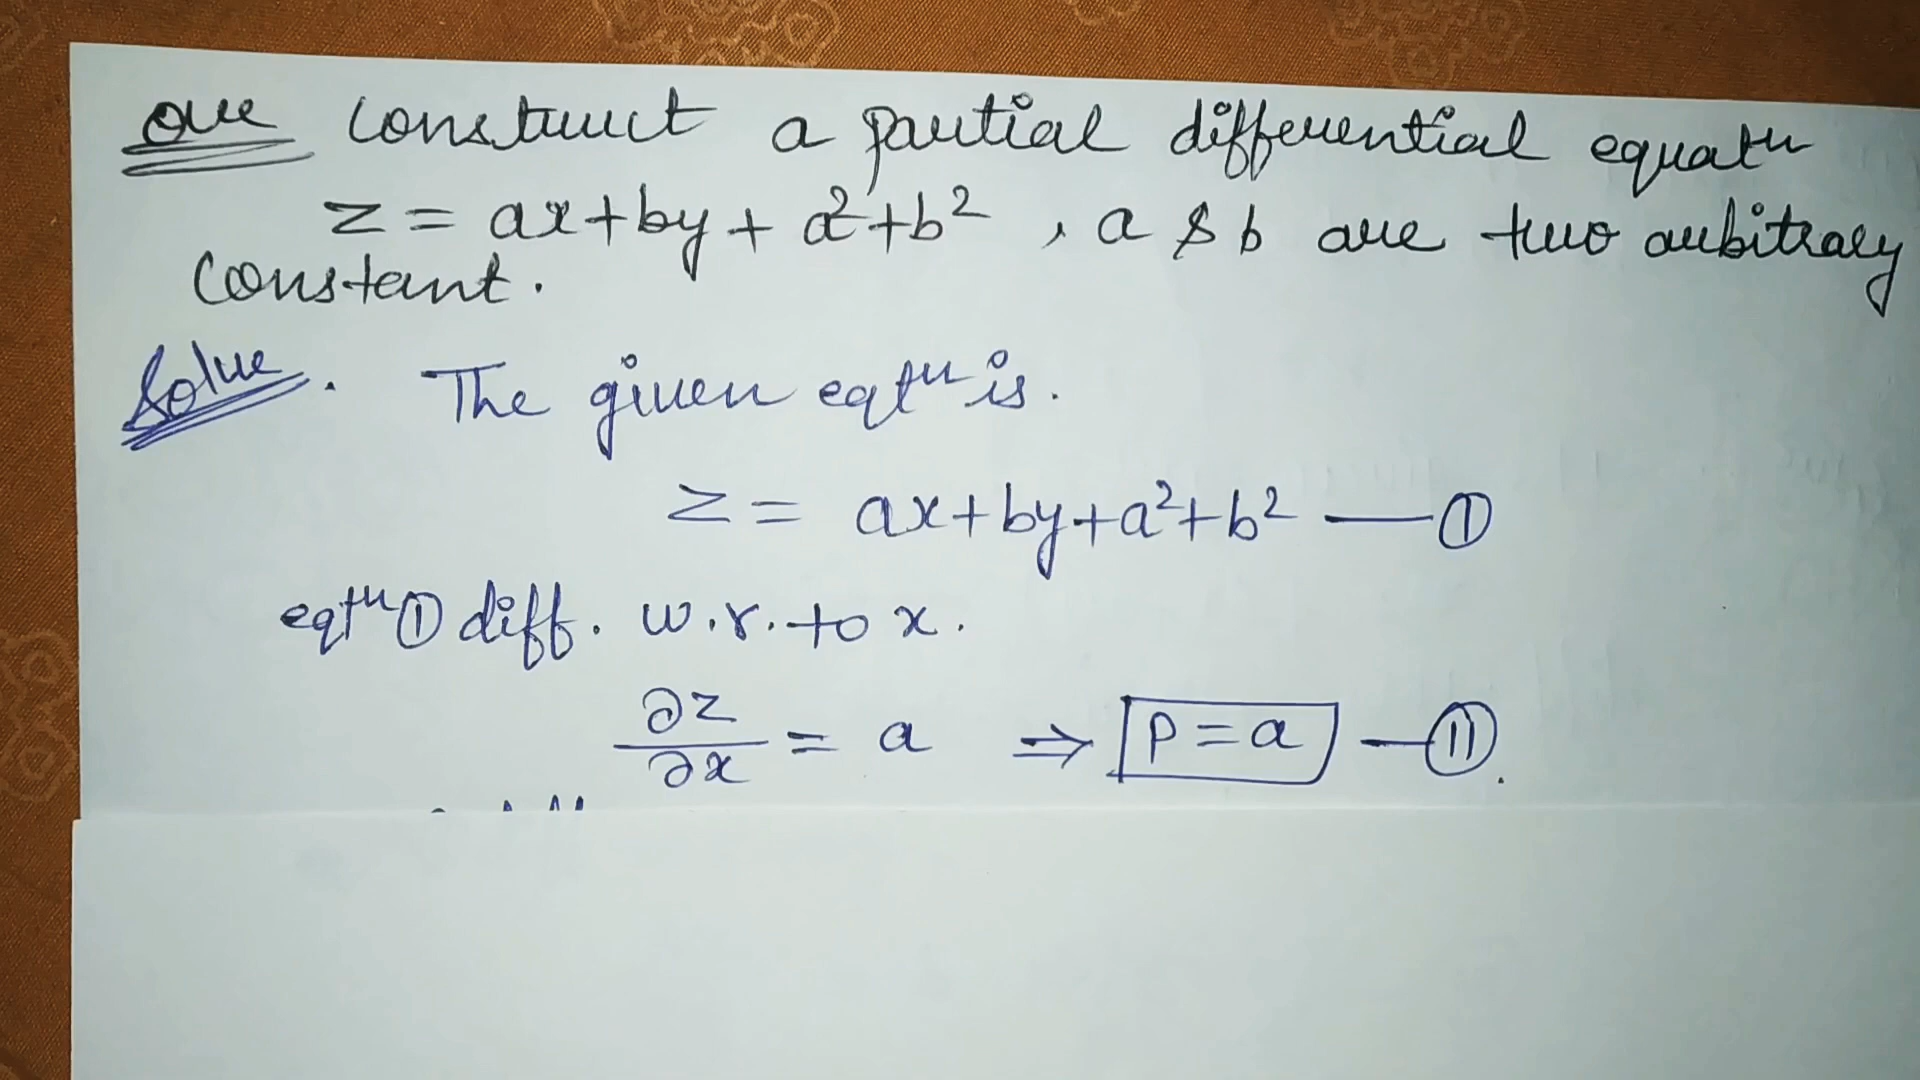 Que Construct a partial differential equatn
z = ax+by + a²+b² , a & b are two arbitrary
Constant.
Solve. The given eqtn is.
z = ax+by+a²+b² — ①
eqtn ① diff. w.r.to x.
∂z/∂x = a ⇒ P = a — ⑪.